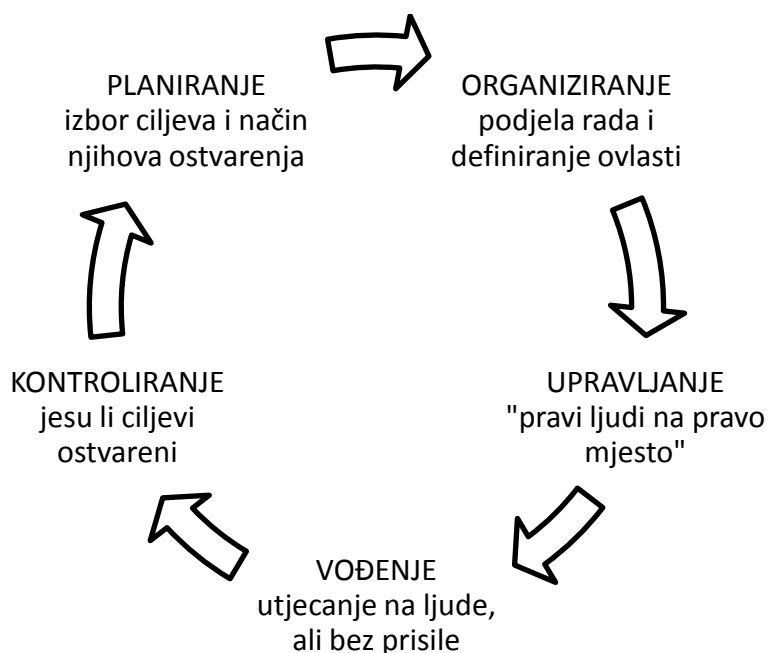 PLANIRANJE
izbor ciljeva i način
njihova ostvarenja
ORGANIZIRANJE
podjela rada i
definiranje ovlasti
UPRAVLJANJE
"pravi ljudi na pravo
mjesto"
VOĐENJE
utjecanje na ljude,
ali bez prisile
KONTROLIRANJE
jesu li ciljevi
ostvareni